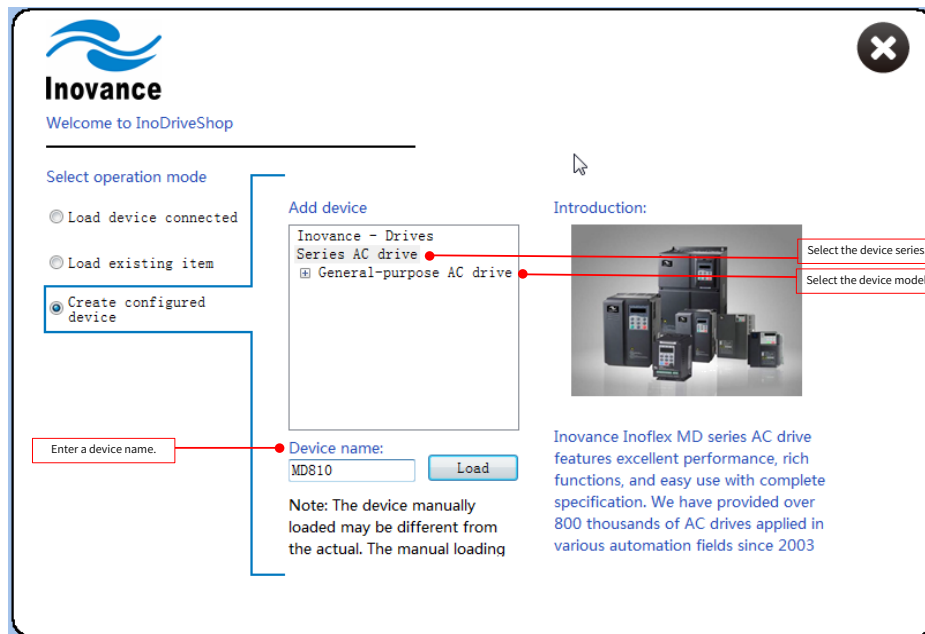 Inovance
Welcome to InoDriveShop
Select operation mode
Load device connected
Load existing item
Create configured
device
Add device
Inovance - Drives
Series AC drive
General-purpose AC drive
Device name:
MD810
Load
Note: The device manually
loaded may be different from
the actual. The manual loading
Enter a device name.
Introduction:
Select the device series
Select the device model
Inovance Inoflex MD series AC drive
features excellent performance, rich
functions, and easy use with complete
specification. We have provided over
800 thousands of AC drives applied in
various automation fields since 2003